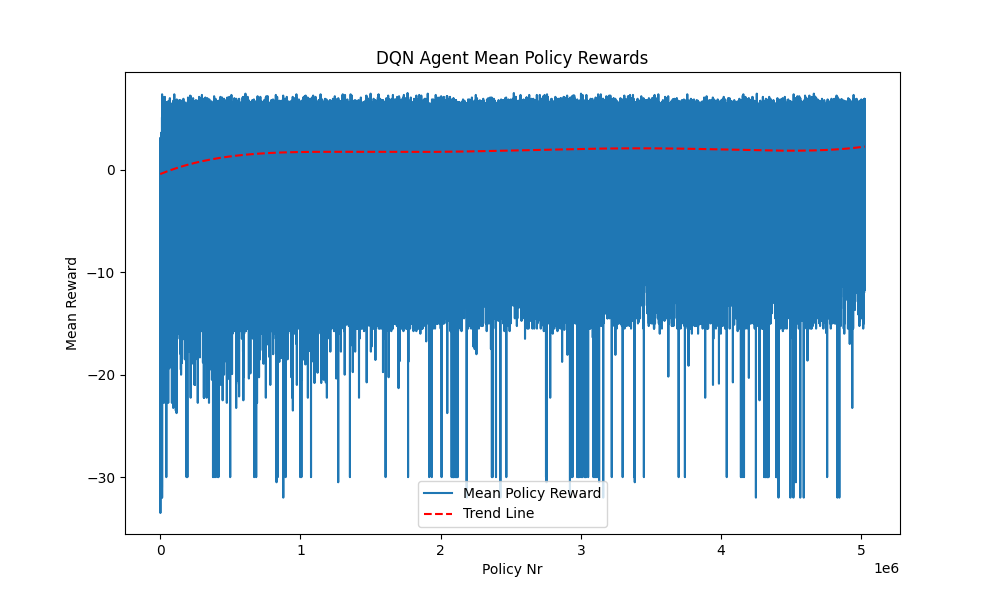 DQN Agent Mean Policy Rewards
Mean Reward
0
−10
−20
−30
Mean Policy Reward
Trend Line
0
1
2
3
4
5
1e6
Policy Nr